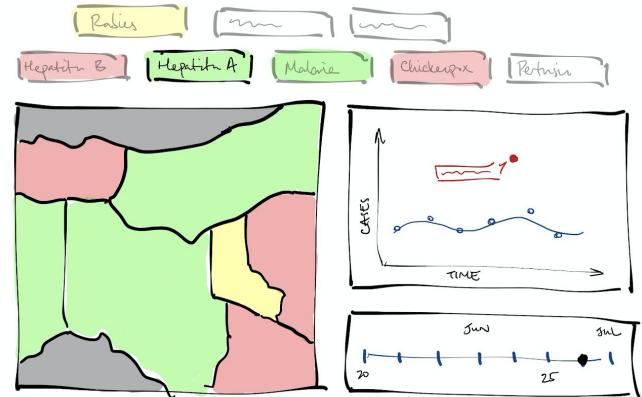 Rabies
Hepatitis B Hepatitis A Malaria Chickenpox Pertussis
CASES
TIME
JUN JUL
20 25